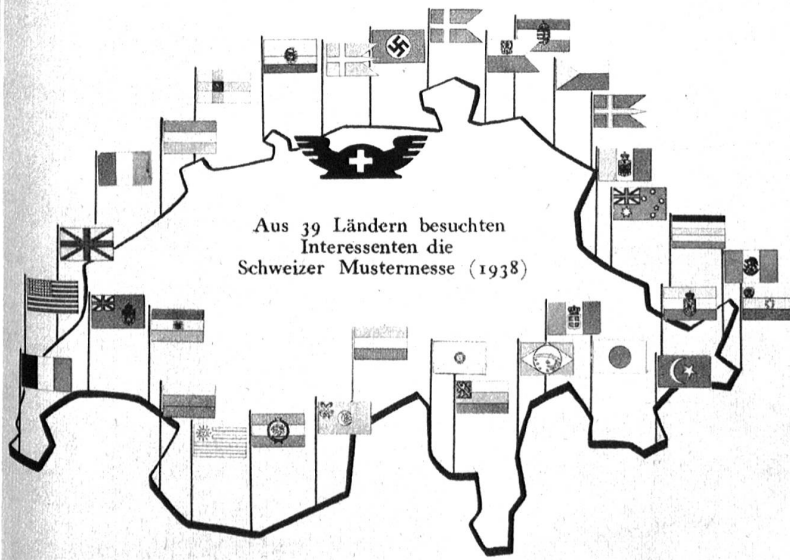 Aus 39 Ländern besuchten
Interessenten die
Schweizer Mustermesse (1938)